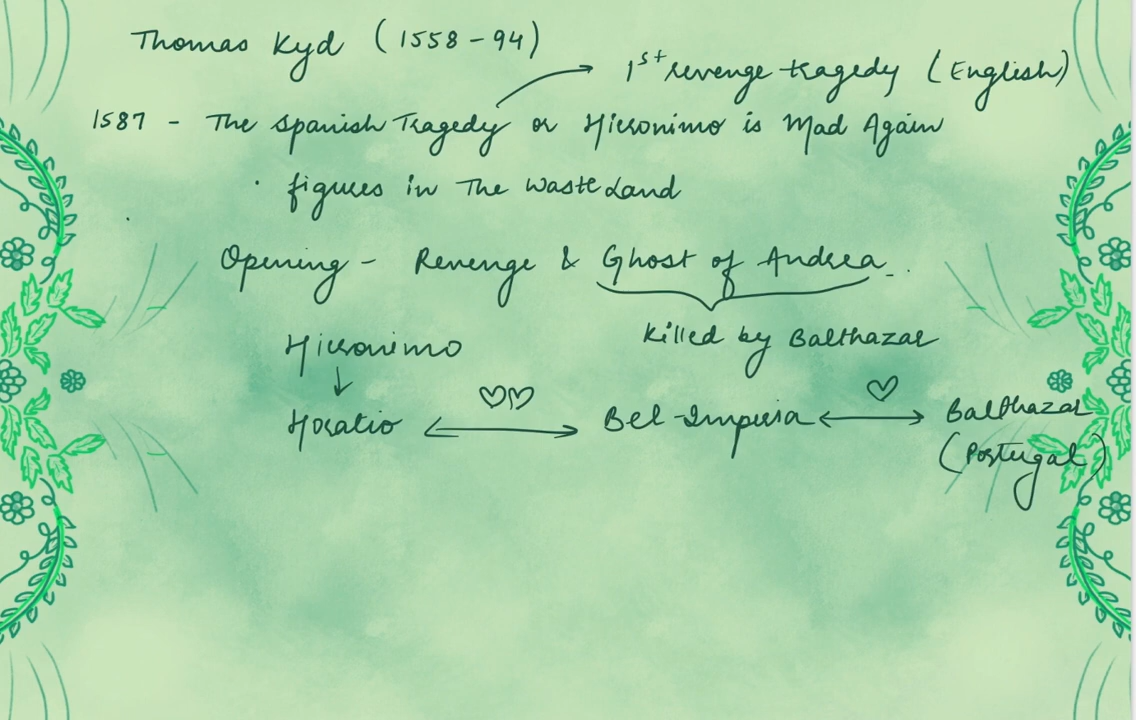 Thomas Kyd (1558-94)
1st revenge tragedy (English)
1587 - The Spanish Tragedy or Hieronimo is Mad Again
· figures in The Waste Land
Opening - Revenge & Ghost of Andrea
Killed by Balthazar
Hieronimo
Horatio Bel-Imperia Balthazar
(Portugal)